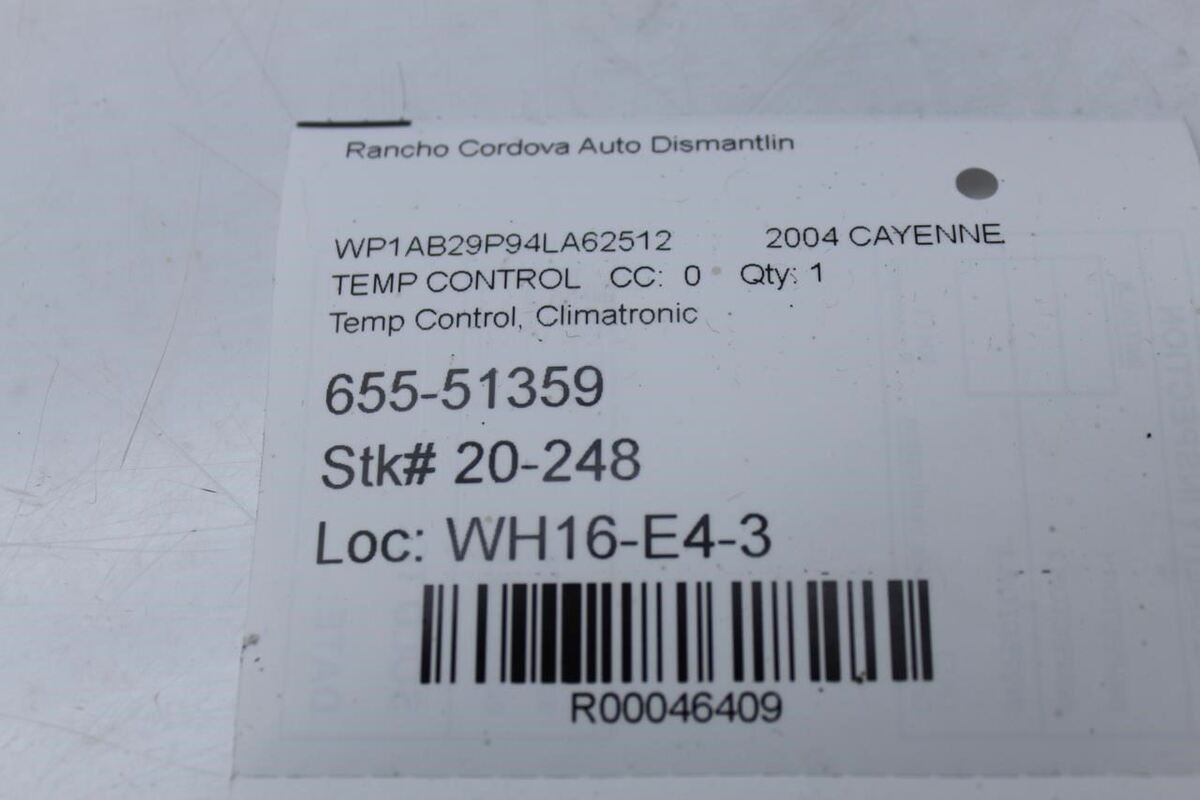 Rancho Cordova Auto Dismantlin
WP1AB29P94LA62512 2004 CAYENNE
TEMP CONTROL CC: 0 Qty: 1
Temp Control, Climatronic
655-51359
Stk# 20-248
Loc: WH16-E4-3
R00046409